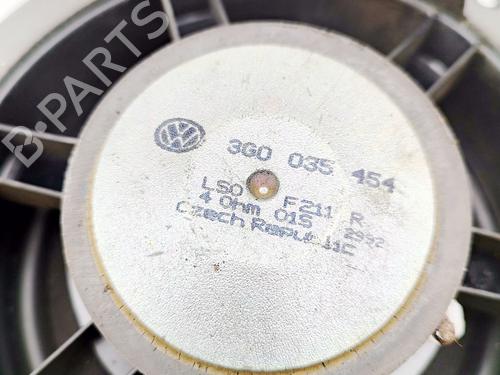 B-PARTS
3G0 035 454
LSO F211 R
4 Ohm 015
Czech Republic